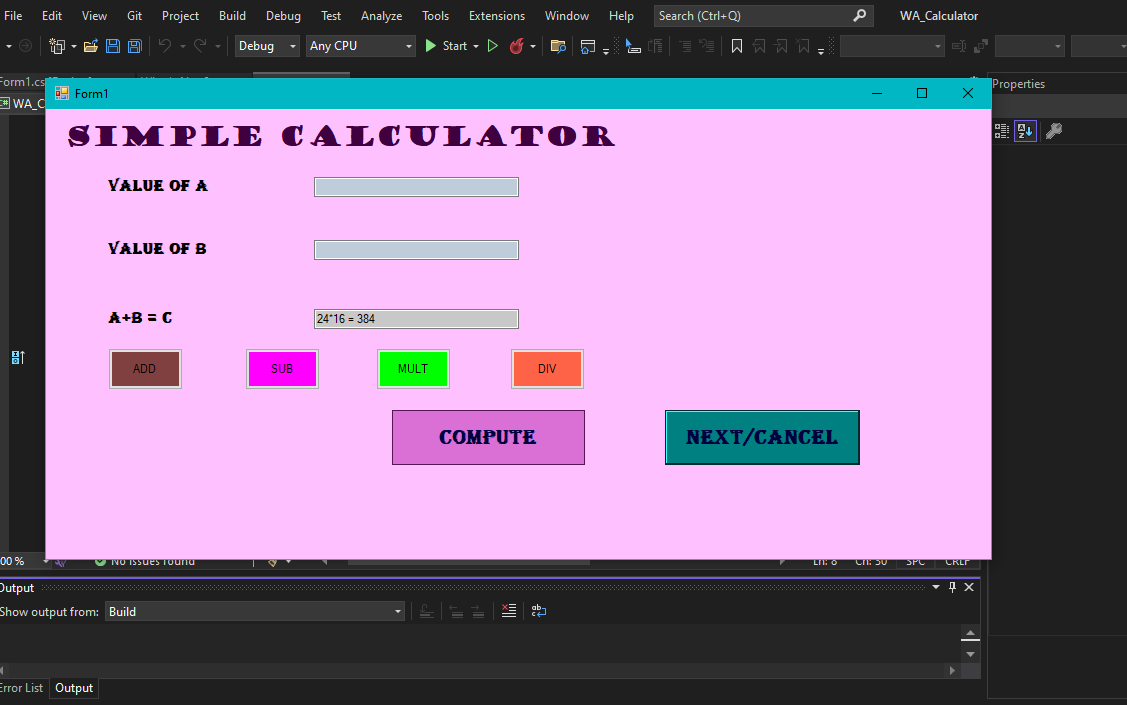 File Edit View Git Project Build Debug Test Analyze Tools Extensions Window Help Search (Ctrl+Q) WA_Calculator
Debug Any CPU Start
Form1.cs
Properties
WA_C
Form1
SIMPLE CALCULATOR
VALUE OF A
VALUE OF B
A+B = C 24*16 = 384
ADD SUB MULT DIV
COMPUTE NEXT/CANCEL
00 % No issues found Ln: 8 Ch: 30 SPC CRLF
Output
Show output from: Build
Error List Output